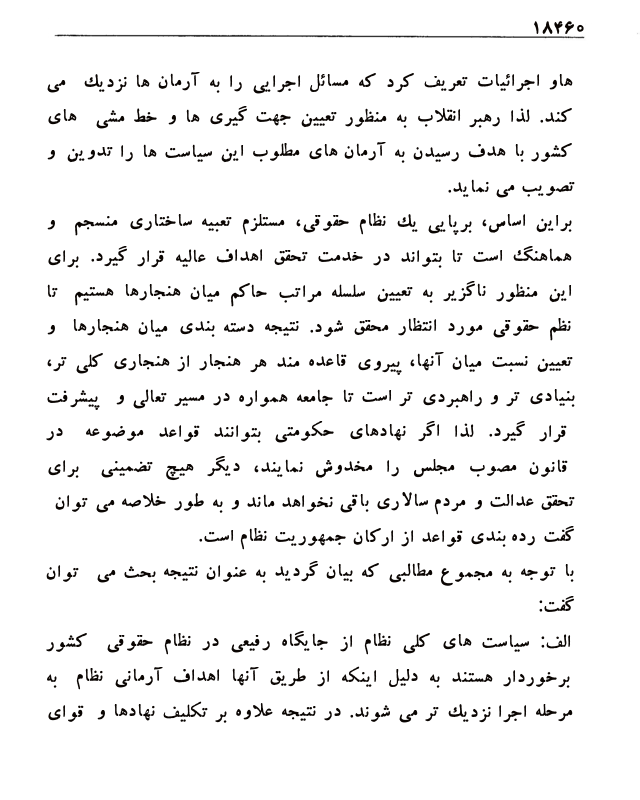 ۱۸۴۶۰
هاو اجرائیات تعریف کرد که مسائل اجرایی را به آرمان ها نزدیك می
کند. لذا رهبر انقلاب به منظور تعیین جهت گیری ها و خط مشی های
کشور با هدف رسیدن به آرمان های مطلوب این سیاست ها را تدوین و
تصویب می نماید.
براین اساس، برپایی یك نظام حقوقی، مستلزم تعبیه ساختاری منسجم و
هماهنگ است تا بتواند در خدمت تحقق اهداف عالیه قرار گیرد. برای
این منظور ناگزیر به تعیین سلسله مراتب حاکم میان هنجارها هستیم تا
نظم حقوقی مورد انتظار محقق شود. نتیجه دسته بندی میان هنجارها و
تعیین نسبت میان آنها، پیروی قاعده مند هر هنجار از هنجاری کلی تر،
بنیادی تر و راهبردی تر است تا جامعه همواره در مسیر تعالی و پیشرفت
قرار گیرد. لذا اگر نهادهای حکومتی بتوانند قواعد موضوعه در
قانون مصوب مجلس را مخدوش نمایند، دیگر هیچ تضمینی برای
تحقق عدالت و مردم سالاری باقی نخواهد ماند و به طور خلاصه می توان
گفت رده بندی قواعد از ارکان جمهوریت نظام است.
با توجه به مجموع مطالبی که بیان گردید به عنوان نتیجه بحث می توان
گفت:
الف: سیاست های کلی نظام از جایگاه رفیعی در نظام حقوقی کشور
برخوردار هستند به دلیل اینکه از طریق آنها اهداف آرمانی نظام به
مرحله اجرا نزدیك تر می شوند. در نتیجه علاوه بر تکلیف نهادها و قوای